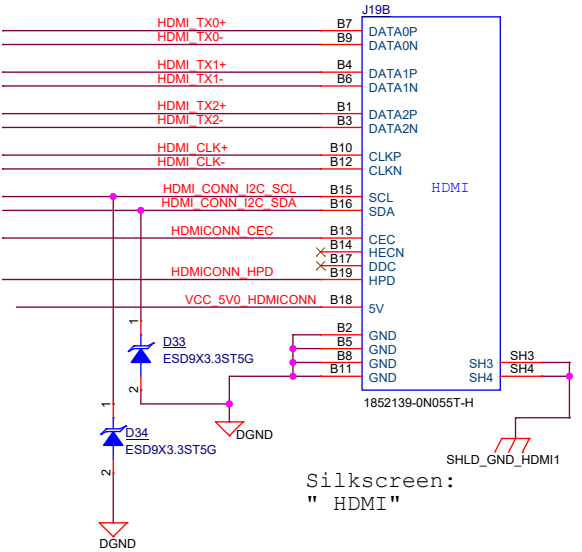 J19B
HDMI_TX0+ B7 DATA0P
HDMI_TX0- B9 DATA0N
HDMI_TX1+ B4 DATA1P
HDMI_TX1- B6 DATA1N
HDMI_TX2+ B1 DATA2P
HDMI_TX2- B3 DATA2N
HDMI_CLK+ B10 CLKP
HDMI_CLK- B12 CLKN
HDMI_CONN_I2C_SCL B15 SCL HDMI
HDMI_CONN_I2C_SDA B16 SDA
HDMICONN_CEC B13 CEC
B14 HECN
B17 DDC
HDMICONN_HPD B19 HPD
VCC_5V0_HDMICONN B18 5V
B2 GND
B5 GND
B8 GND SH3 SH3
B11 GND SH4 SH4
1852139-0N055T-H
1 D33
ESD9X3.3ST5G
2
1 D34
ESD9X3.3ST5G
2
DGND
SHLD_GND_HDMI1
Silkscreen:
" HDMI"
DGND